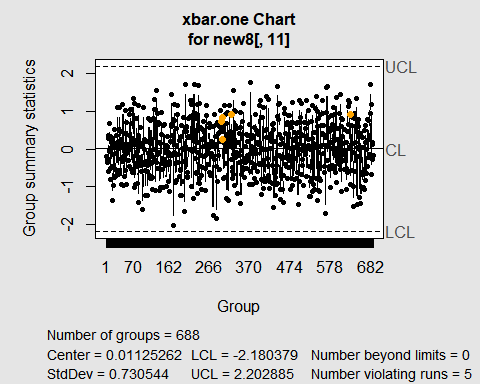 xbar.one Chart
for new8[, 11]
Group summary statistics
2
1
0
-1
-2
UCL
CL
LCL
1 70 162 266 370 474 578 682
Group
Number of groups = 688
Center = 0.01125262 LCL = -2.180379 Number beyond limits = 0
StdDev = 0.730544 UCL = 2.202885 Number violating runs = 5